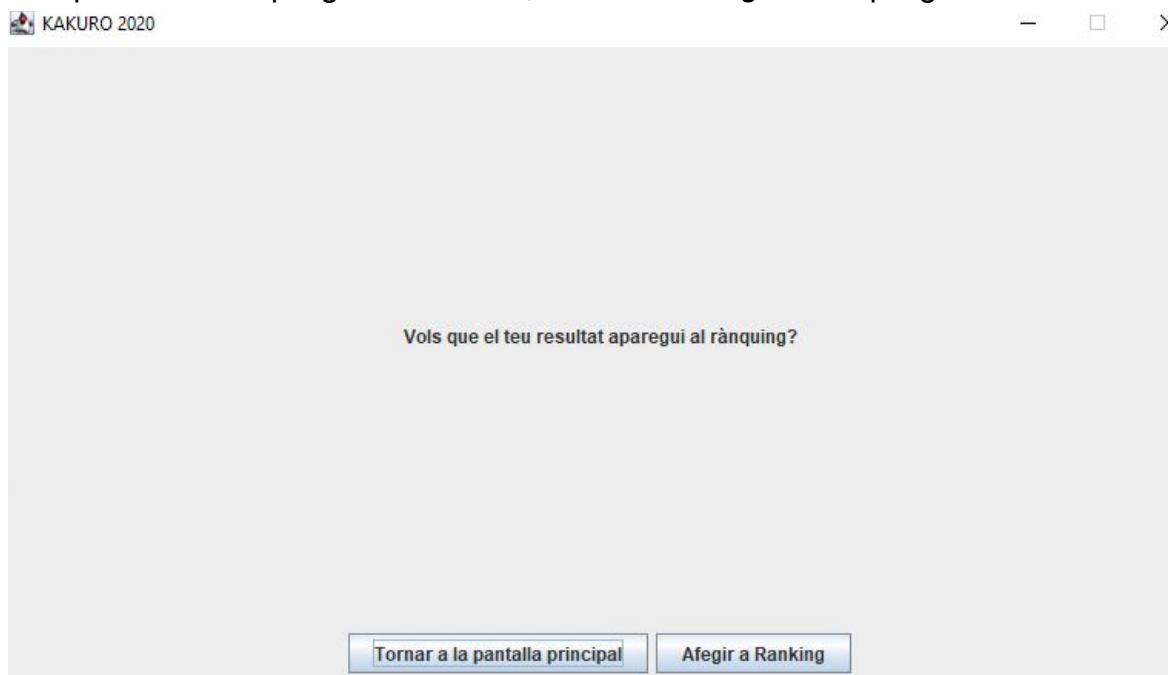 KAKURO 2020
Vols que el teu resultat aparegui al rànquing?
Tornar a la pantalla principal
Afegir a Ranking